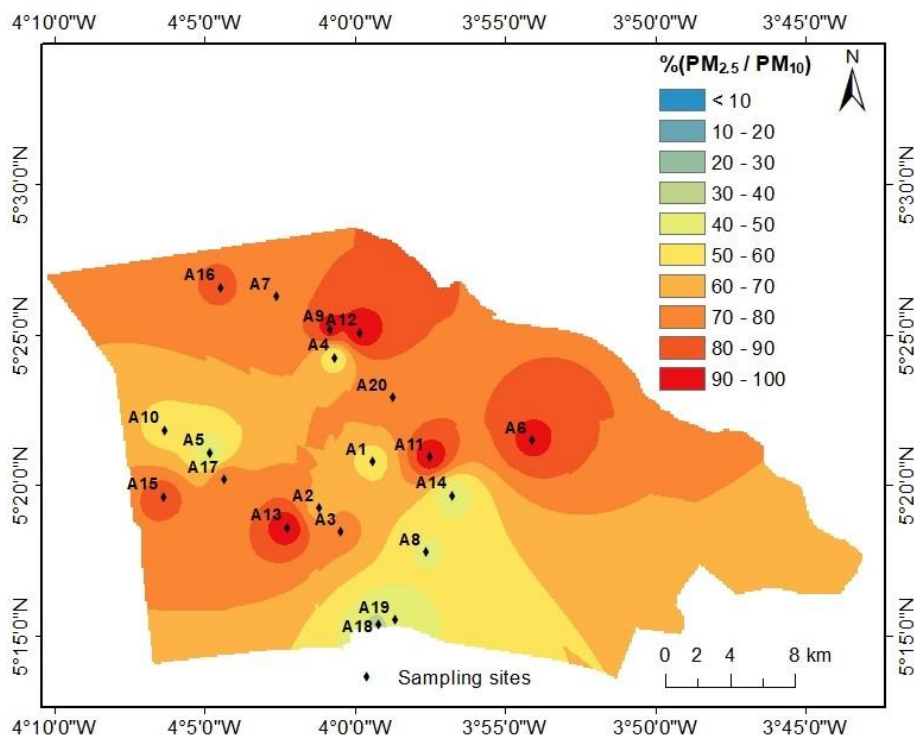 4°10'0"W 4°5'0"W 4°0'0"W 3°55'0"W 3°50'0"W 3°45'0"W
%(PM2.5 / PM10)
N
< 10
10 - 20
20 - 30
30 - 40
40 - 50
50 - 60
60 - 70
70 - 80
80 - 90
90 - 100
5°30'0"N 5°30'0"N
5°25'0"N 5°25'0"N
5°20'0"N 5°20'0"N
5°15'0"N 5°15'0"N
A16 A7
A9 A12
A4
A20
A10
A5
A17
A1 A11 A6
A15
A14
A2
A13 A3
A8
A19
A18
0 2 4 8 km
Sampling sites
4°10'0"W 4°5'0"W 4°0'0"W 3°55'0"W 3°50'0"W 3°45'0"W